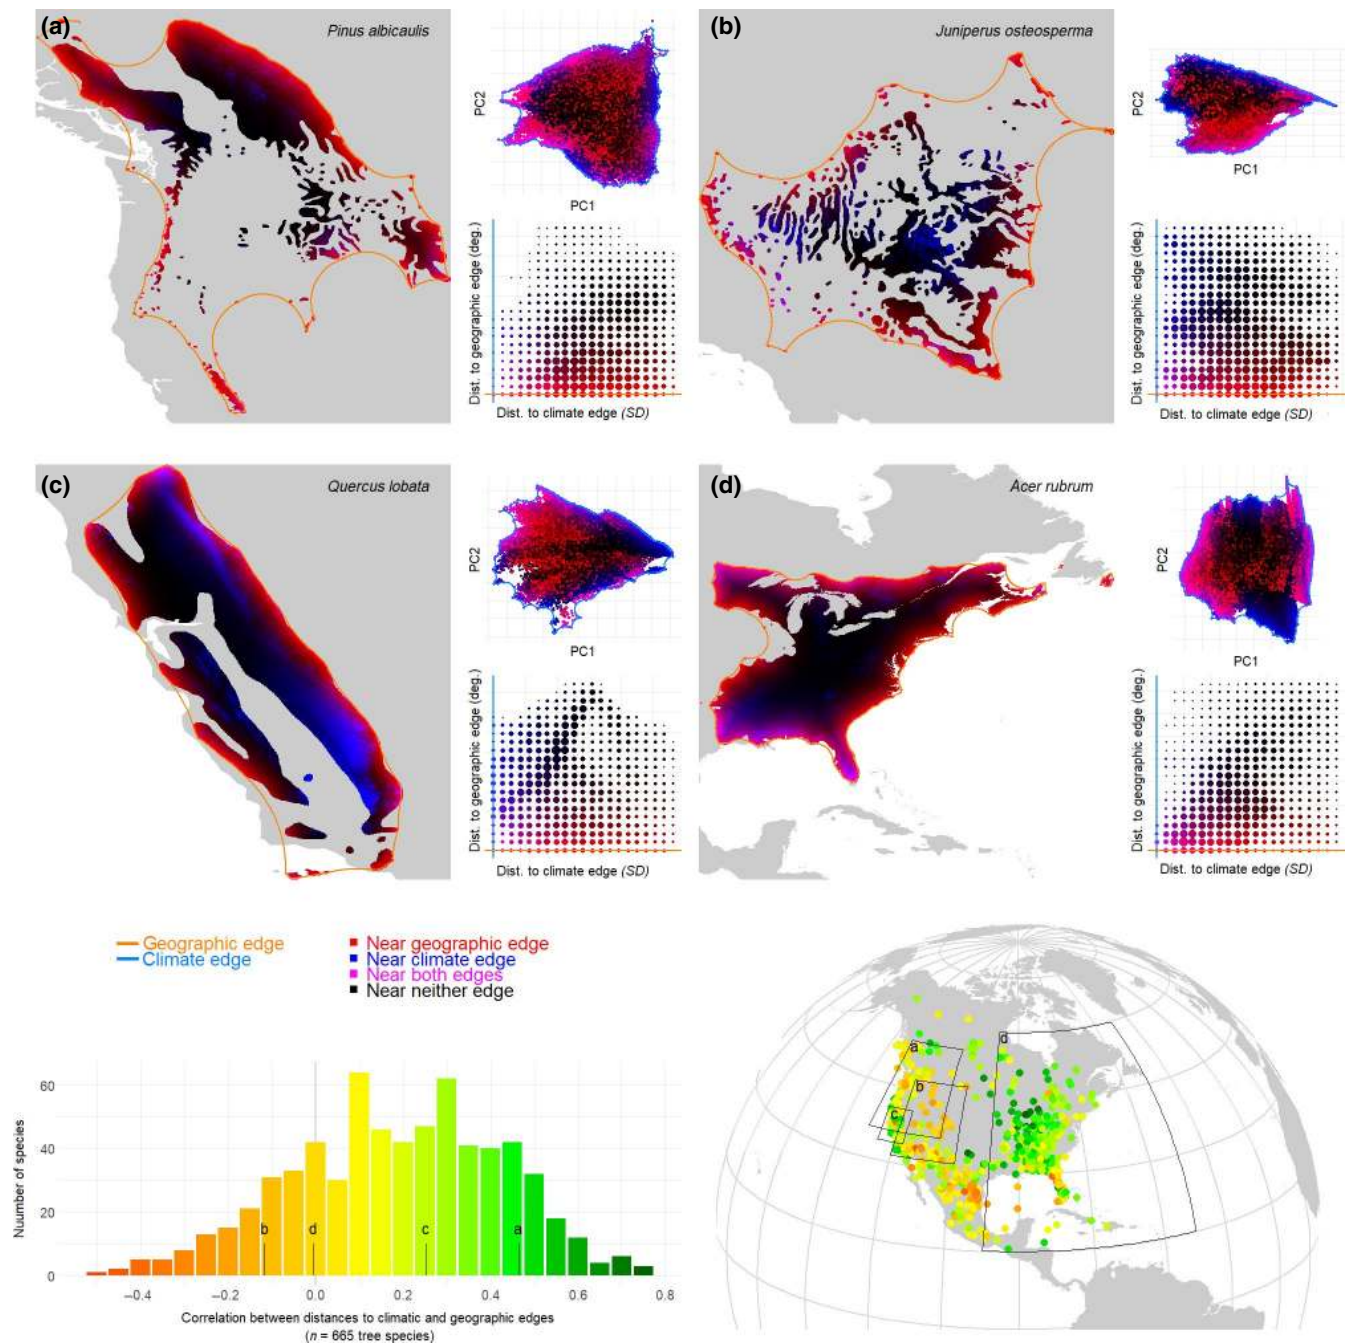 (a)
Pinus albicaulis
PC2
PC1
Dist. to geographic edge (deg.)
Dist. to climate edge (SD)
(b)
Juniperus osteosperma
PC2
PC1
Dist. to geographic edge (deg.)
Dist. to climate edge (SD)
(c)
Quercus lobata
PC2
PC1
Dist. to geographic edge (deg.)
Dist. to climate edge (SD)
(d)
Acer rubrum
PC2
PC1
Dist. to geographic edge (deg.)
Dist. to climate edge (SD)
Geographic edge
Climate edge
Near geographic edge
Near climate edge
Near both edges
Near neither edge
Nuumber of species
60
40
20
0
b
d
c
a
−0.4
−0.2
0.0
0.2
0.4
0.6
0.8
Correlation between distances to climatic and geographic edges
(n = 665 tree species)
a
b
c
d